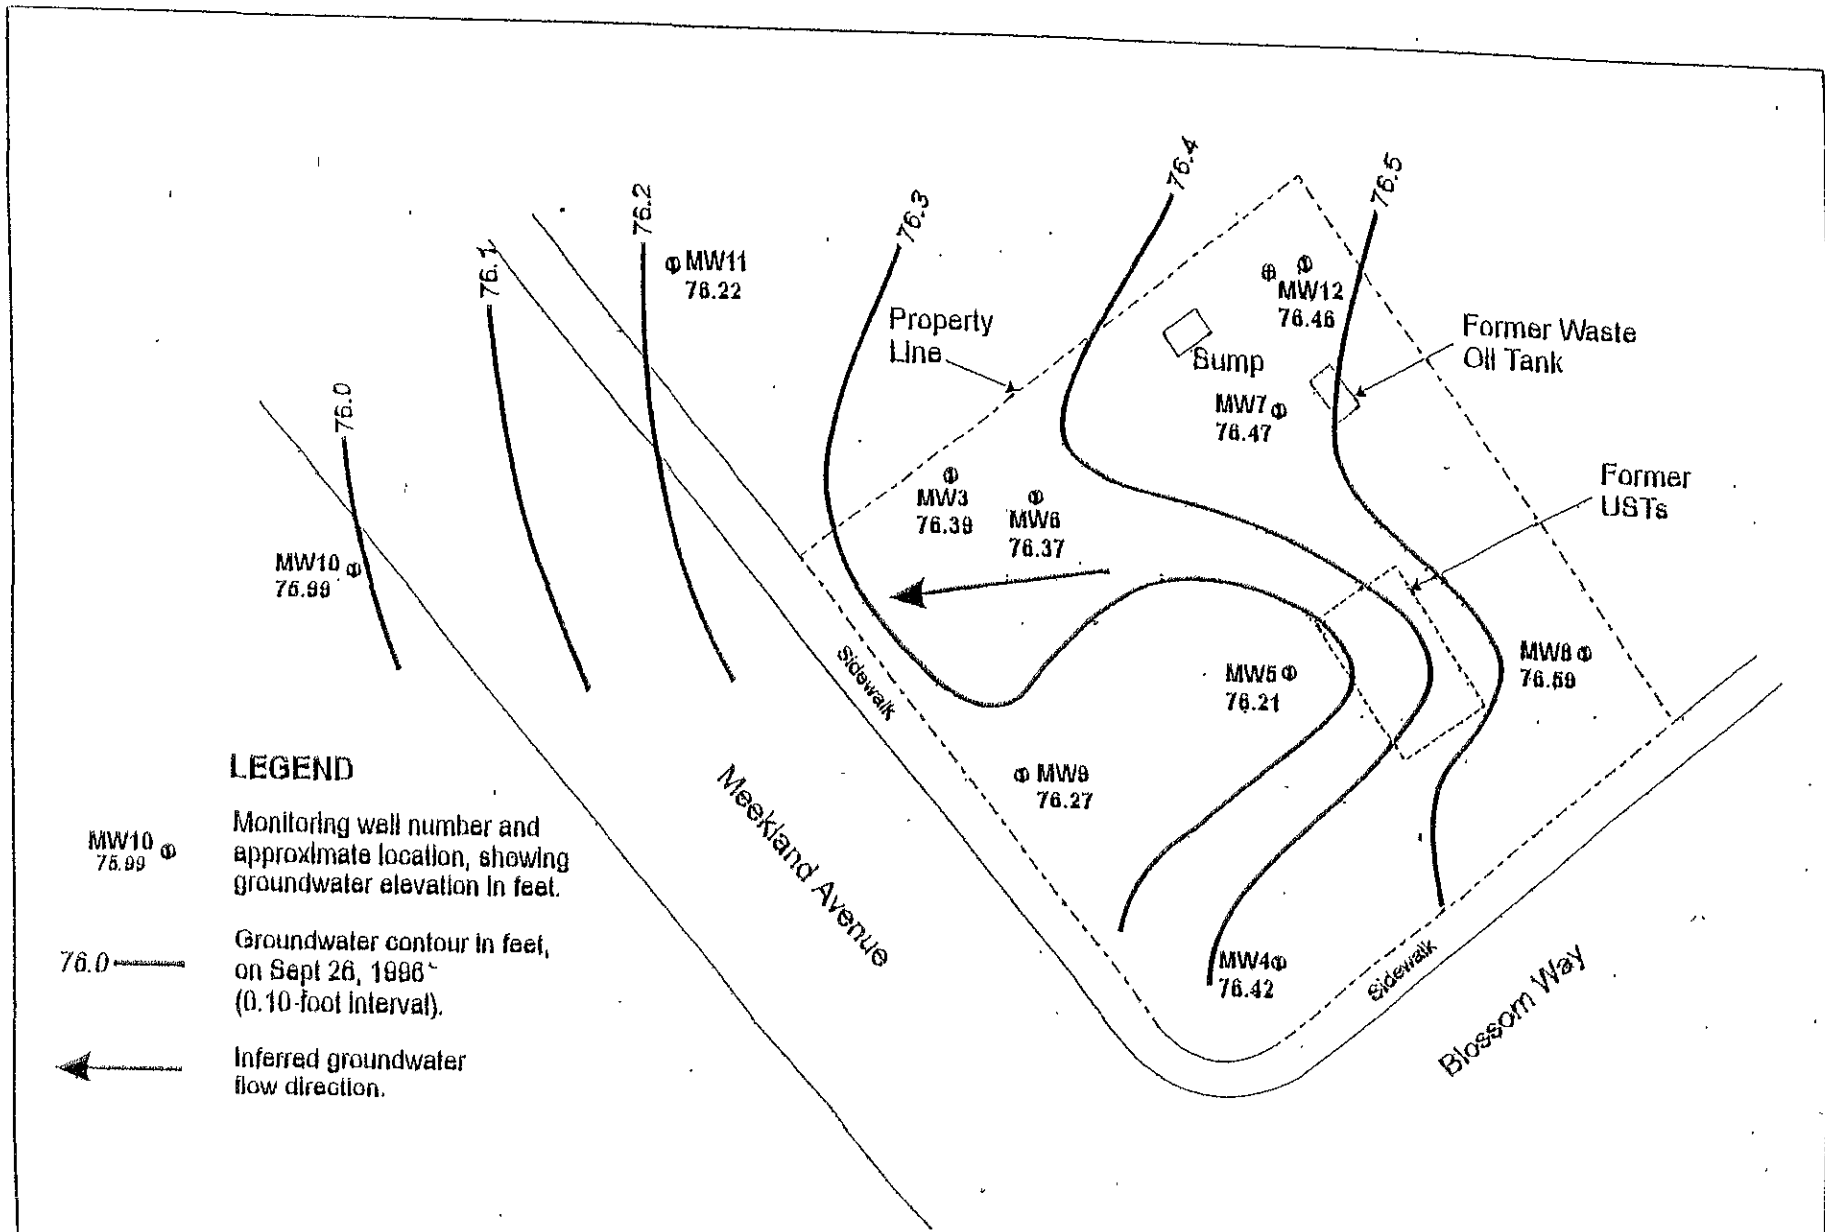 76.4
76.5
76.3
76.2
76.1
76.0
MW11
76.22
MW12
76.46
Property
Line
Sump
Former Waste
Oil Tank
MW7
76.47
Former
USTs
MW3
76.39
MW6
76.37
MW10
75.99
MW5
76.21
MW8
76.59
Sidewalk
MW9
76.27
Meekland Avenue
MW4
76.42
Sidewalk
Blossom Way
LEGEND
MW10
75.99
Monitoring well number and
approximate location, showing
groundwater elevation in feet.
76.0
Groundwater contour in feet,
on Sept 26, 1996
(0.10-foot interval).
Inferred groundwater
flow direction.